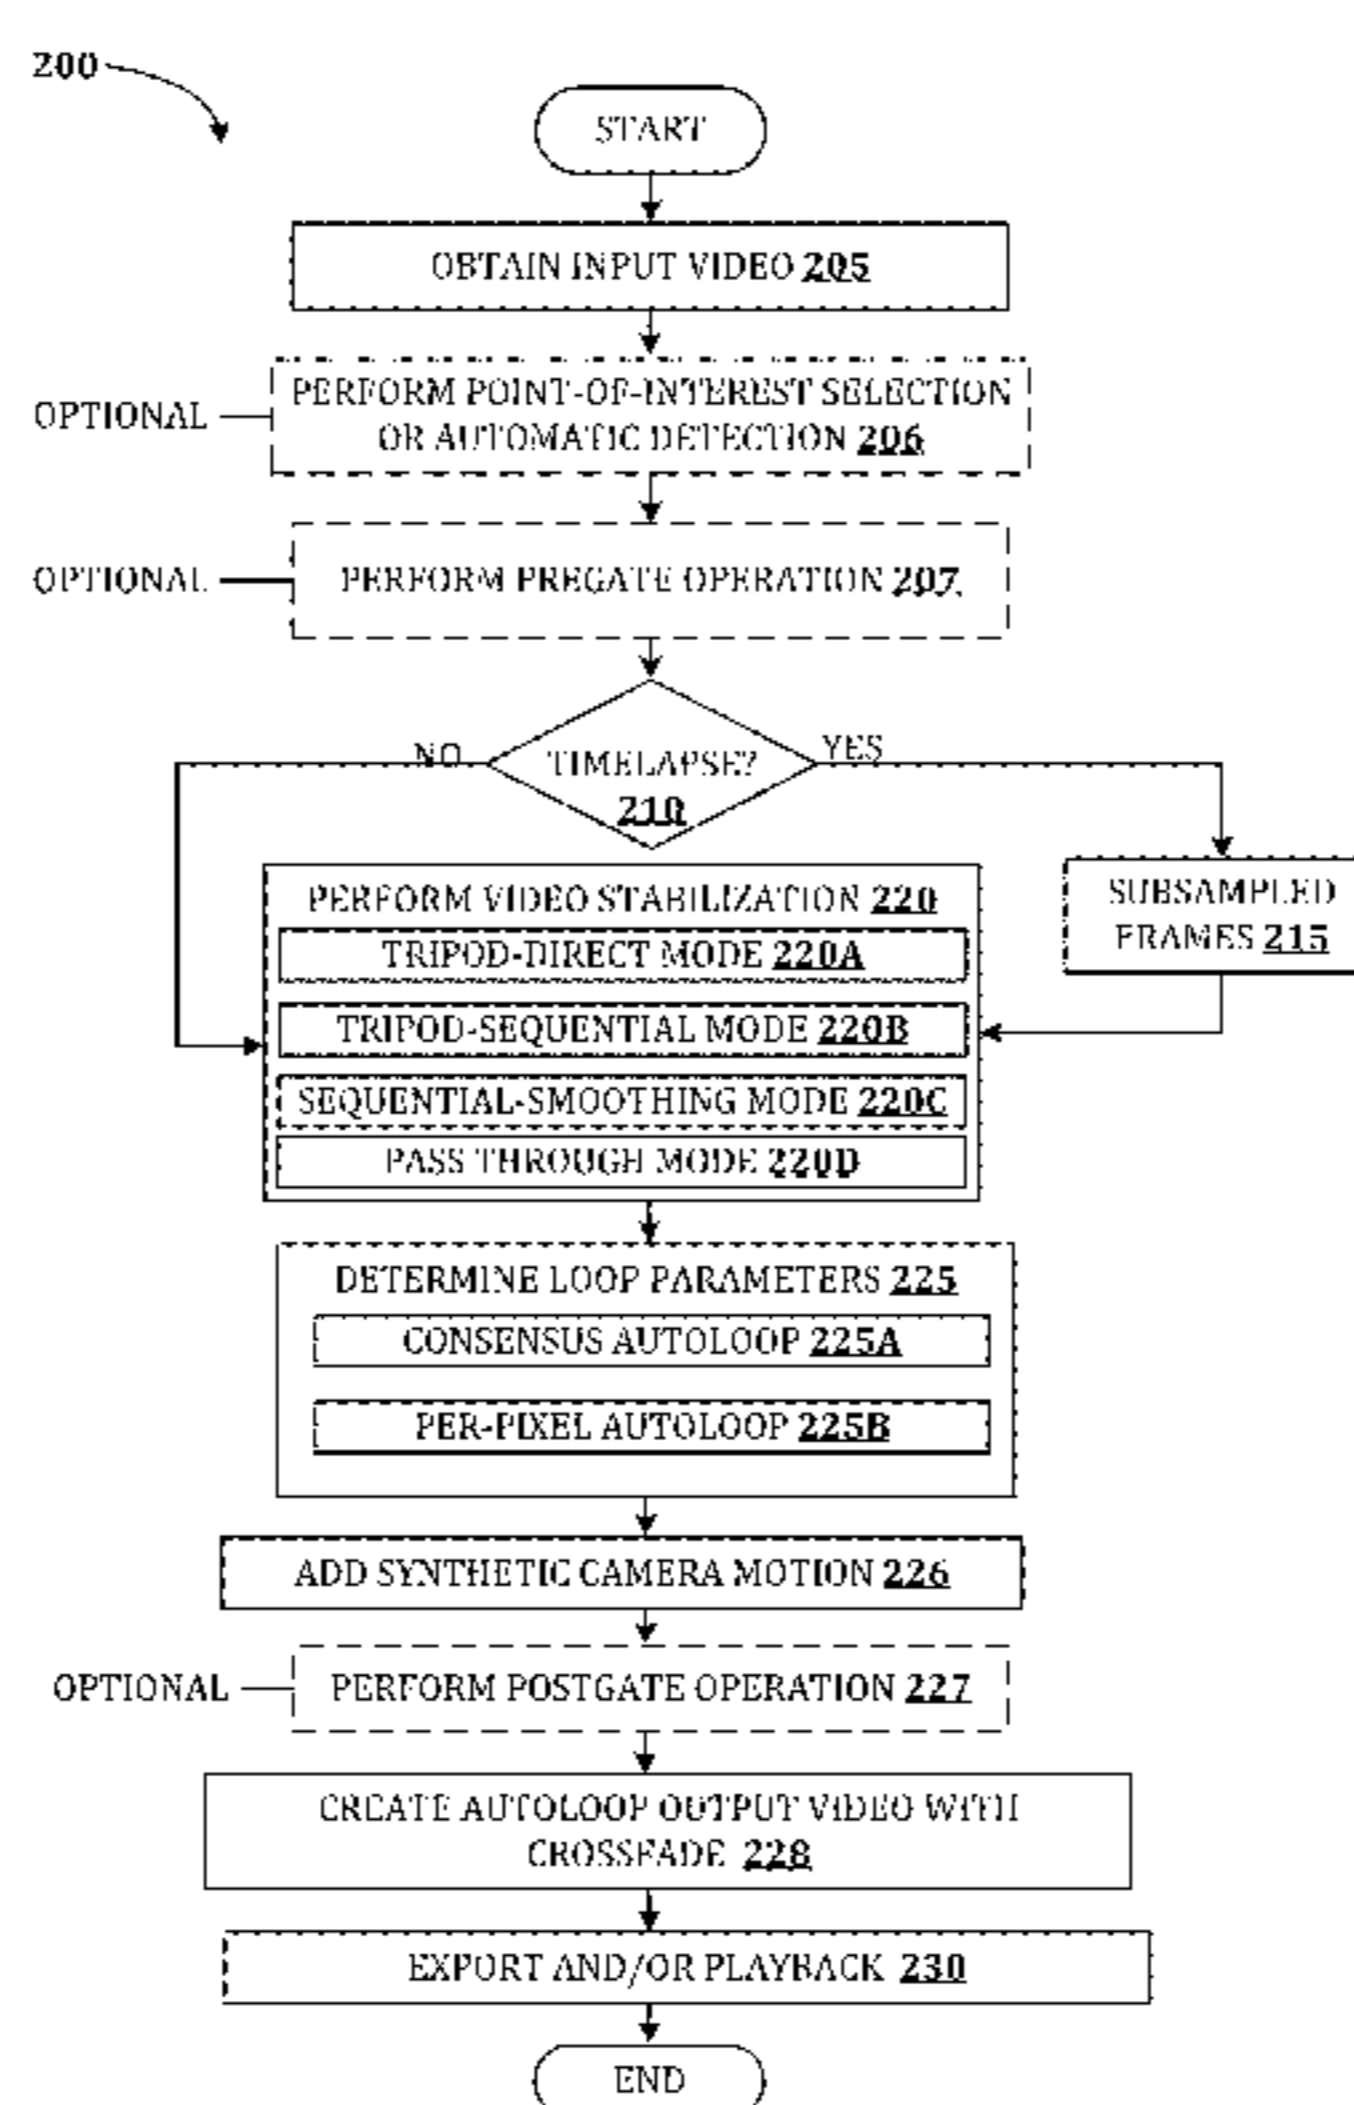 200
START
OBTAIN INPUT VIDEO 205
OPTIONAL
PERFORM POINT-OF-INTEREST SELECTION
OR AUTOMATIC DETECTION 206
OPTIONAL
PERFORM PREGATE OPERATION 207
NO
TIMELAPSE?
210
YES
SUBSAMPLED
FRAMES 215
PERFORM VIDEO STABILIZATION 220
TRIPOD-DIRECT MODE 220A
TRIPOD-SEQUENTIAL MODE 220B
SEQUENTIAL-SMOOTHING MODE 220C
PASS THROUGH MODE 220D
DETERMINE LOOP PARAMETERS 225
CONSENSUS AUTOLOOP 225A
PER-PIXEL AUTOLOOP 225B
ADD SYNTHETIC CAMERA MOTION 226
OPTIONAL
PERFORM POSTGATE OPERATION 227
CREATE AUTOLOOP OUTPUT VIDEO WITH
CROSSFADE 228
EXPORT AND/OR PLAYBACK 230
END